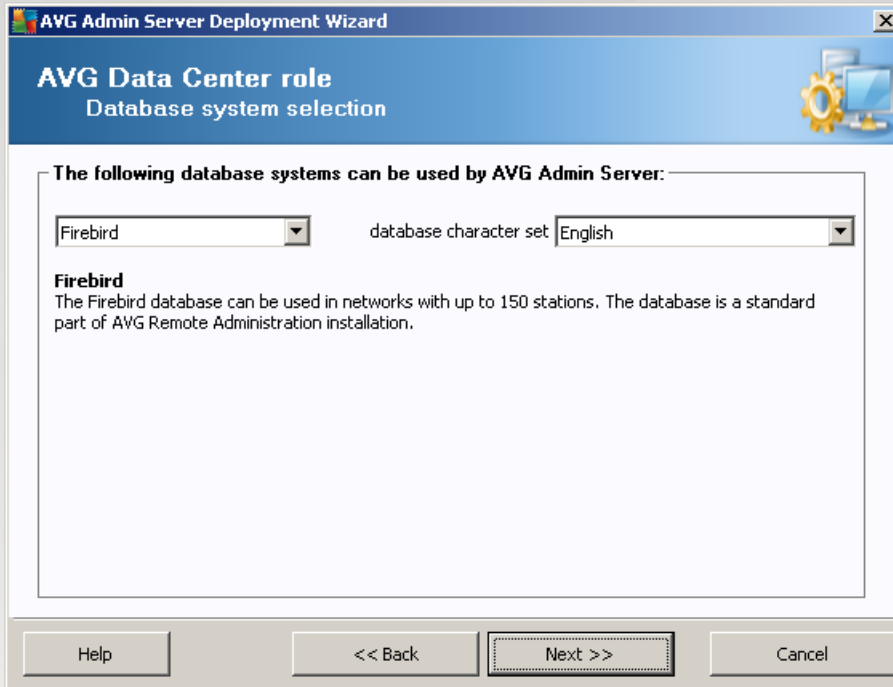 AVG Admin Server Deployment Wizard
AVG Data Center role
Database system selection
The following database systems can be used by AVG Admin Server:
Firebird
database character set English
Firebird
The Firebird database can be used in networks with up to 150 stations. The database is a standard
part of AVG Remote Administration installation.
Help
<< Back
Next >>
Cancel